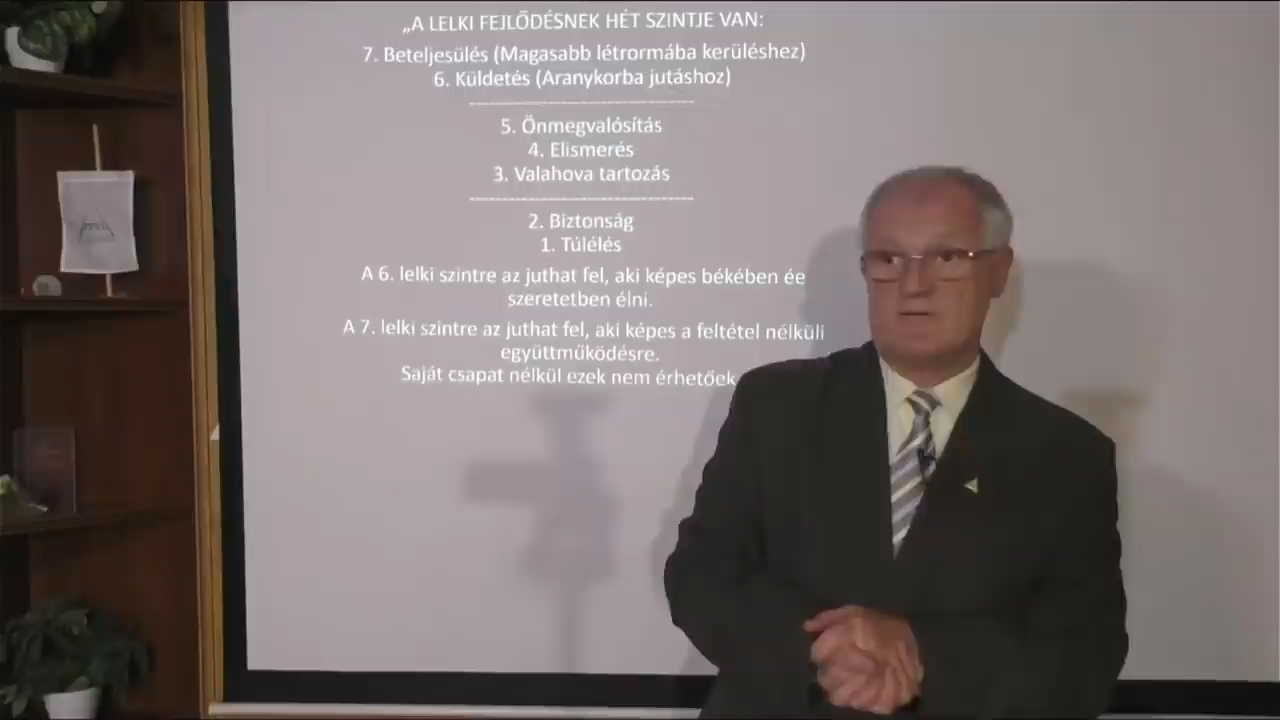 „A LELKI FEJLŐDÉSNEK HÉT SZINTJE VAN:
7. Beteljesülés (Magasabb létrormába kerüléshez)
6. Küldetés (Aranykorba jutáshoz)
5. Önmegvalósítás
4. Elismerés
3. Valahova tartozás
2. Biztonság
1. Túlélés
A 6. lelki szintre az juthat fel, aki képes békében ée
szeretetben élni.
A 7. lelki szintre az juthat fel, aki képes a feltétel nélküli
együttműködésre.
Saját csapat nélkül ezek nem érhetőek